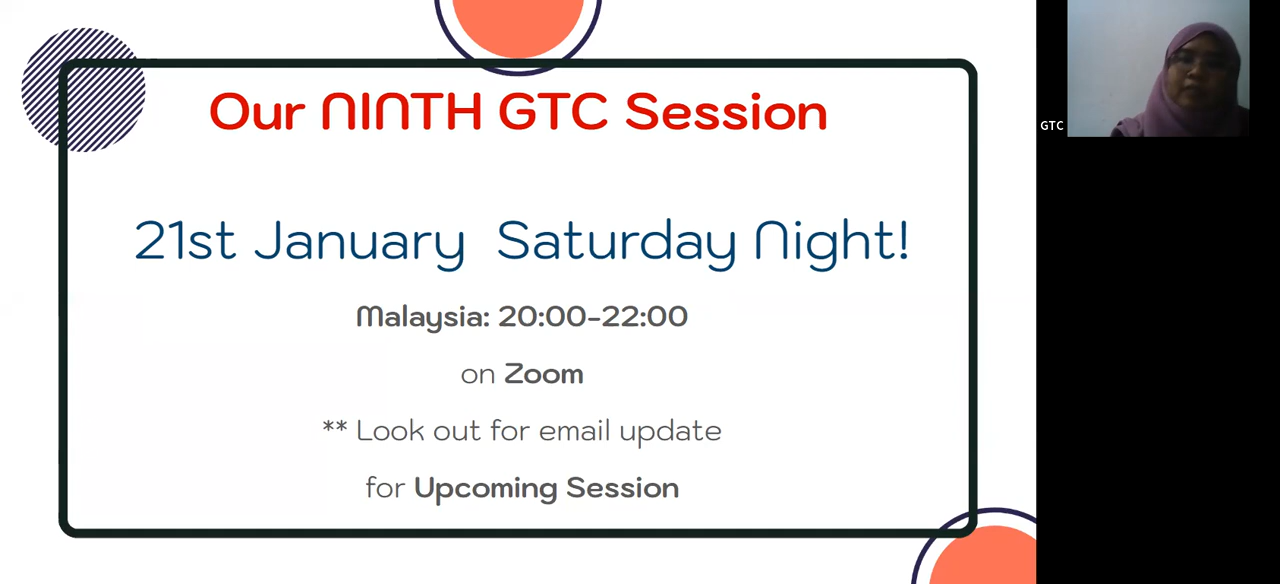 Our NINTH GTC Session
21st January Saturday Night!
Malaysia: 20:00-22:00
on Zoom
** Look out for email update
for Upcoming Session
GTC